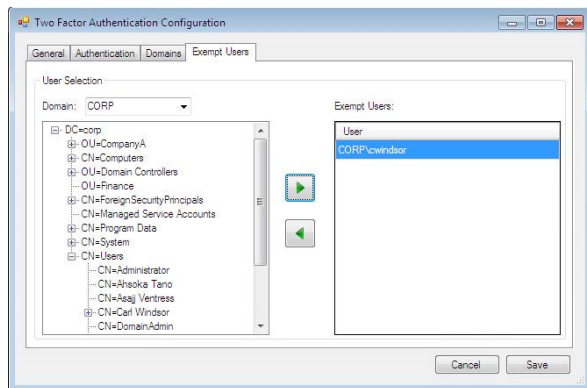 Two Factor Authentication Configuration
General Authentication Domains Exempt Users
User Selection
Domain: CORP
Exempt Users:
DC=corp
OU=CompanyA
CN=Computers
OU=Domain Controllers
OU=Finance
CN=ForeignSecurityPrincipals
CN=Managed Service Accounts
CN=Program Data
CN=System
CN=Users
CN=Administrator
CN=Ahsoka Tano
CN=Asajj Ventress
CN=Carl Windsor
CN=DomainAdmin
User
CORP\cwindsor
Cancel Save